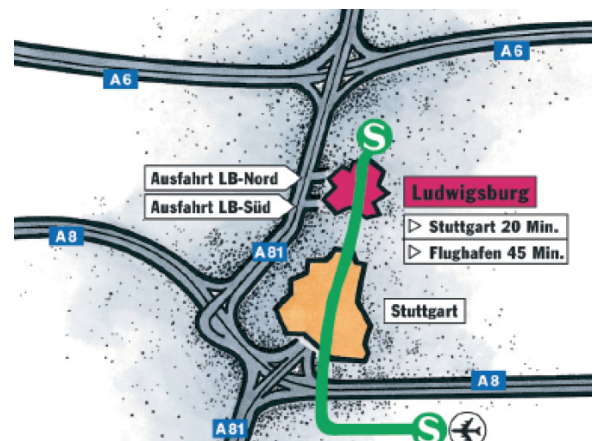 A6
A6
S
Ausfahrt LB-Nord
Ausfahrt LB-Süd
Ludwigsburg
▷ Stuttgart 20 Min.
▷ Flughafen 45 Min.
A8
A81
Stuttgart
A8
A81
S